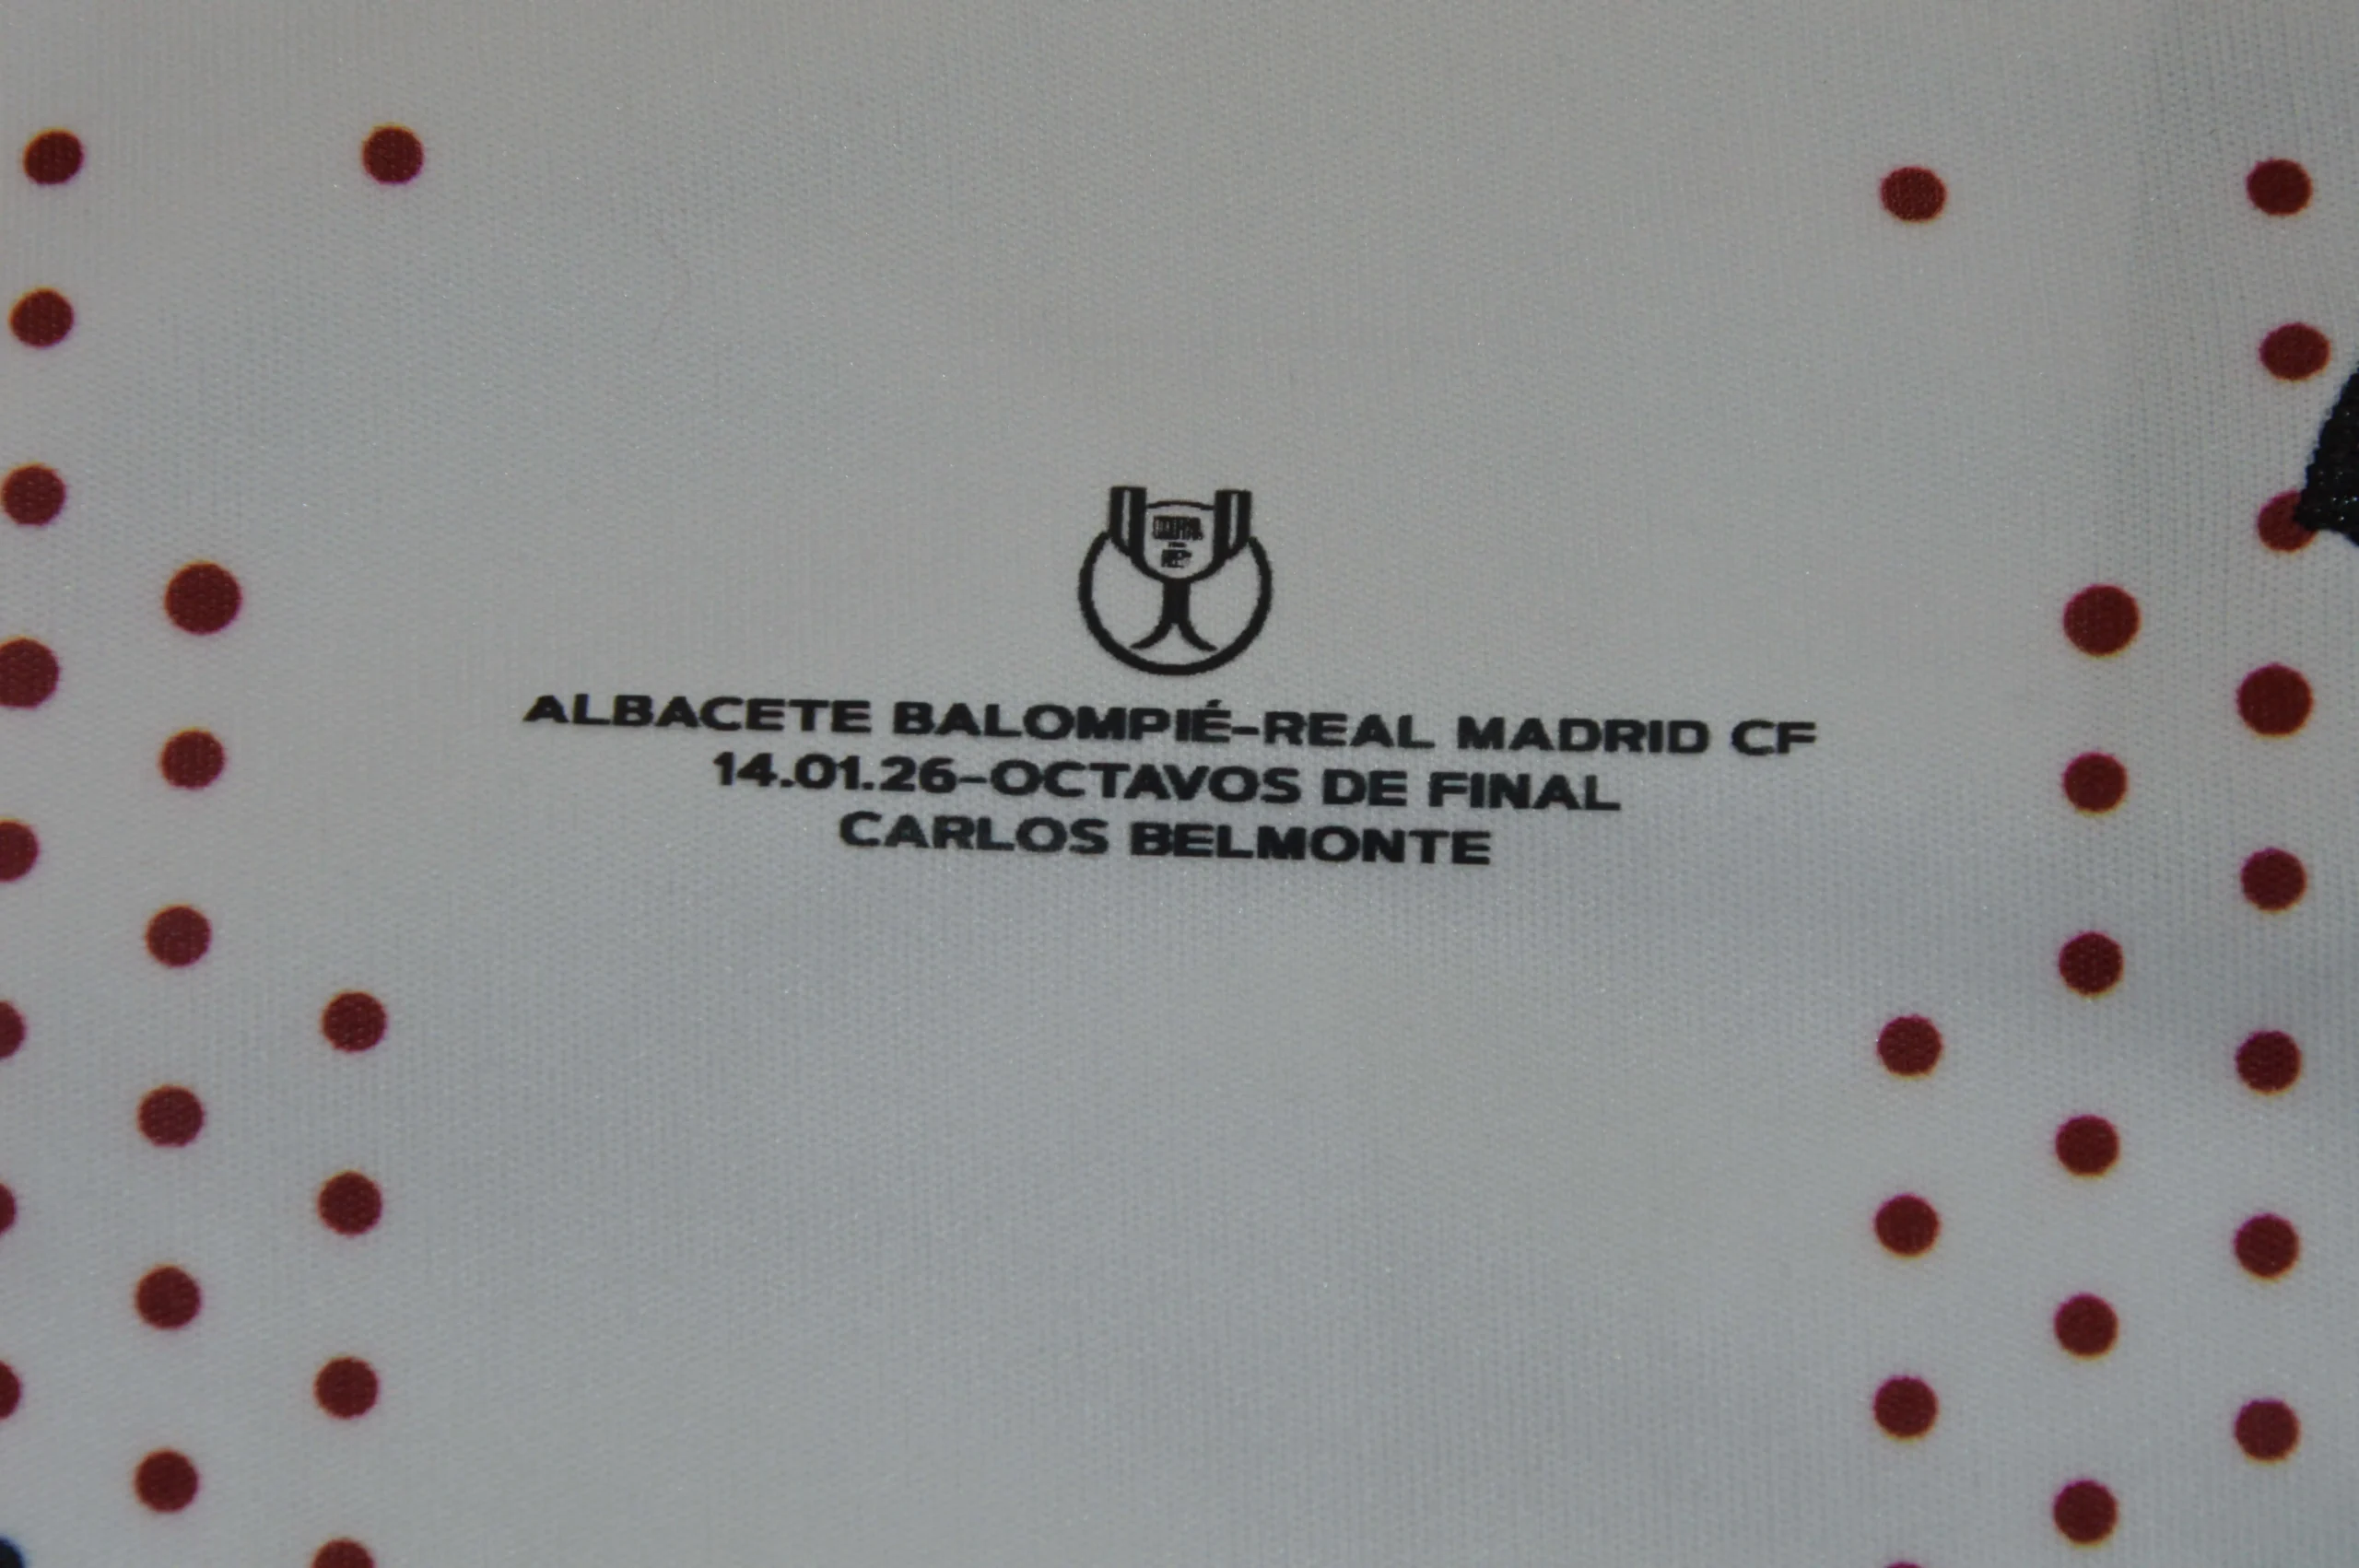 ALBACETE BALOMPIÉ-REAL MADRID CF
14.01.26-OCTAVOS DE FINAL
CARLOS BELMONTE